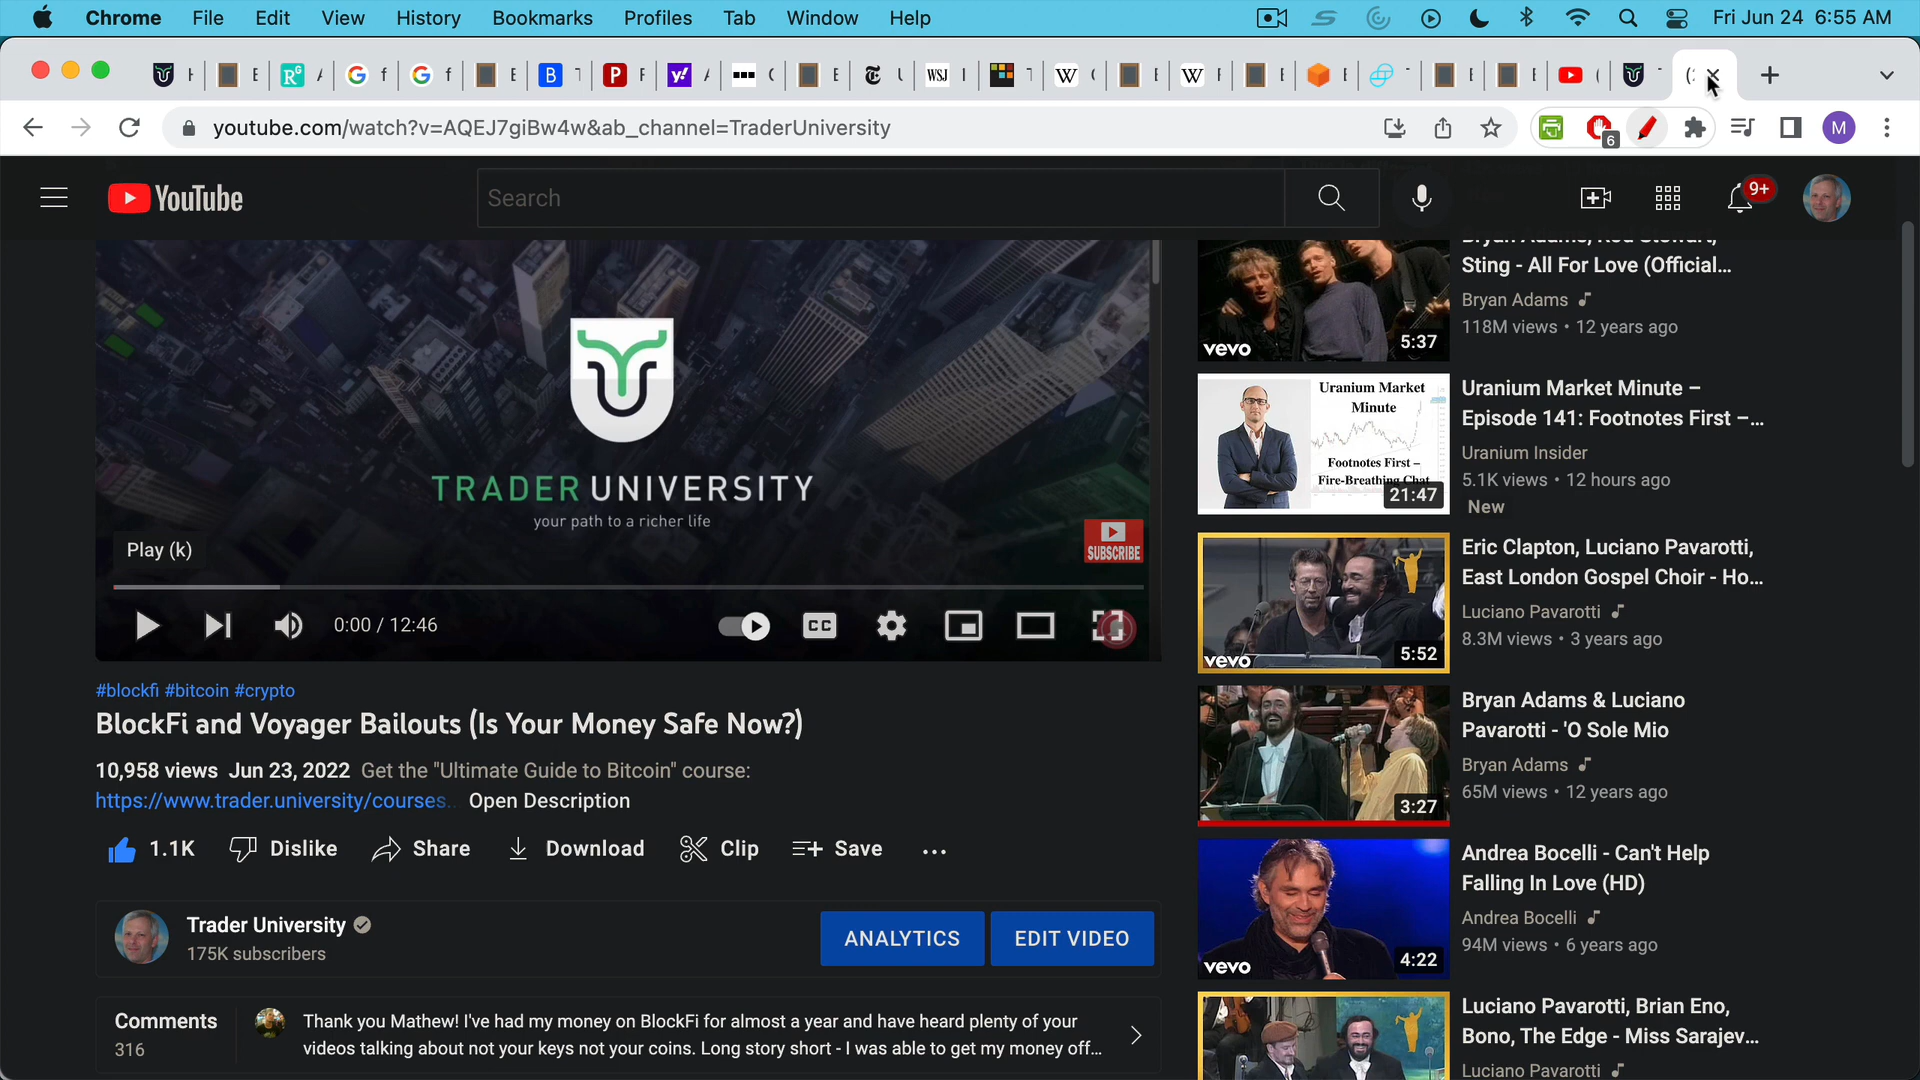 Chrome File Edit View History Bookmarks Profiles Tab Window Help Fri Jun 24 6:55 AM
youtube.com/watch?v=AQEJ7giBw4w&ab_channel=TraderUniversity
6
M
YouTube
Search
9+
TRADER UNIVERSITY
your path to a richer life
SUBSCRIBE
Play (k)
0:00 / 12:46
CC
#blockfi #bitcoin #crypto
BlockFi and Voyager Bailouts (Is Your Money Safe Now?)
10,958 views Jun 23, 2022 Get the "Ultimate Guide to Bitcoin" course:
https://www.trader.university/courses... Open Description
1.1K Dislike Share Download Clip Save
Trader University
175K subscribers
ANALYTICS EDIT VIDEO
Comments
316
Thank you Mathew! I've had my money on BlockFi for almost a year and have heard plenty of your
videos talking about not your keys not your coins. Long story short - I was able to get my money off...
vevo 5:37
Bryan Adams, Rod Stewart,
Sting - All For Love (Official...
Bryan Adams
118M views • 12 years ago
Uranium Market
Minute
Footnotes First –
Fire-Breathing Chat
21:47
Uranium Market Minute –
Episode 141: Footnotes First –...
Uranium Insider
5.1K views • 12 hours ago
New
vevo 5:52
Eric Clapton, Luciano Pavarotti,
East London Gospel Choir - Ho...
Luciano Pavarotti
8.3M views • 3 years ago
3:27
Bryan Adams & Luciano
Pavarotti - 'O Sole Mio
Bryan Adams
65M views • 12 years ago
vevo 4:22
Andrea Bocelli - Can't Help
Falling In Love (HD)
Andrea Bocelli
94M views • 6 years ago
Luciano Pavarotti, Brian Eno,
Bono, The Edge - Miss Sarajev...
Luciano Pavarotti